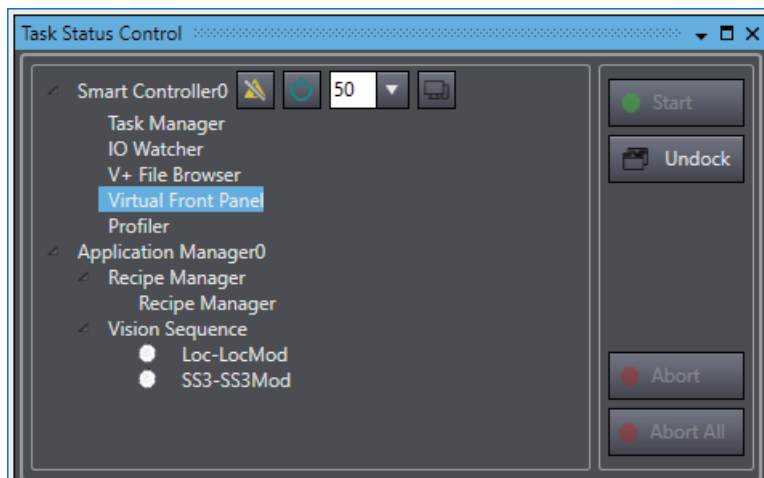 Task Status Control
Smart Controller0 50
Task Manager
IO Watcher
V+ File Browser
Virtual Front Panel
Profiler
Application Manager0
Recipe Manager
Recipe Manager
Vision Sequence
Loc-LocMod
SS3-SS3Mod
Start
Undock
Abort
Abort All